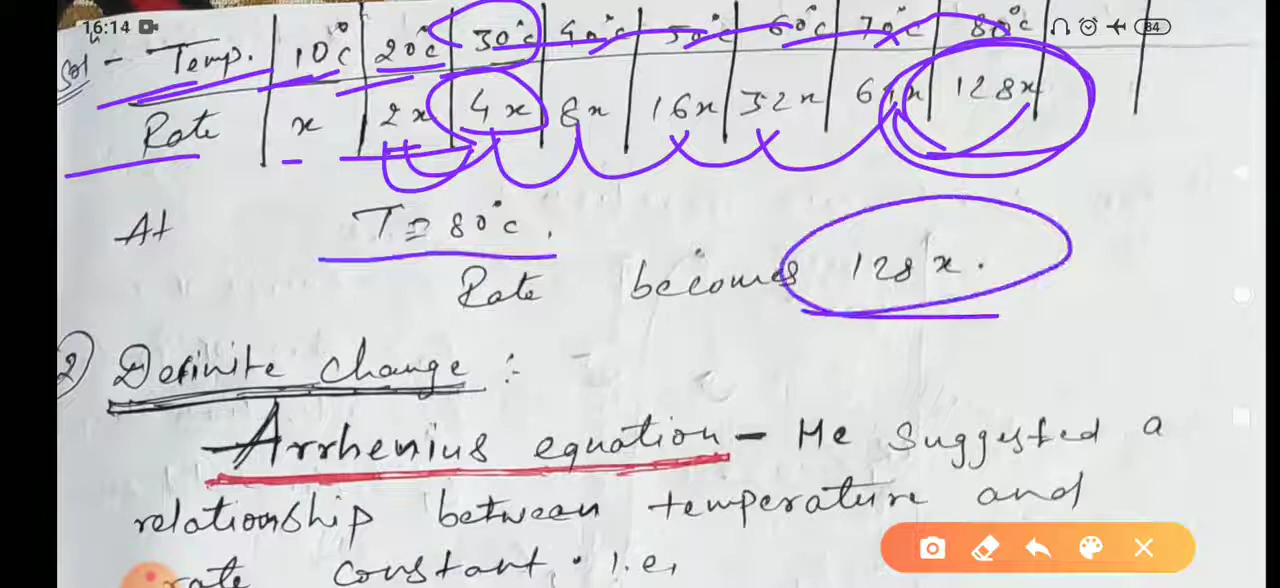 16:14 84
Sol - Temp. 10°C 20°C 30°C 40°C 50°C 60°C 70°C 80°C
Rate x 2x 4x 8x 16x 32x 64x 128x
At T = 80°C.
Rate becomes 128x.
2) Definite change :-
Arrhenius equation - He suggested a
relationship between temperature and
rate constant. i.e,